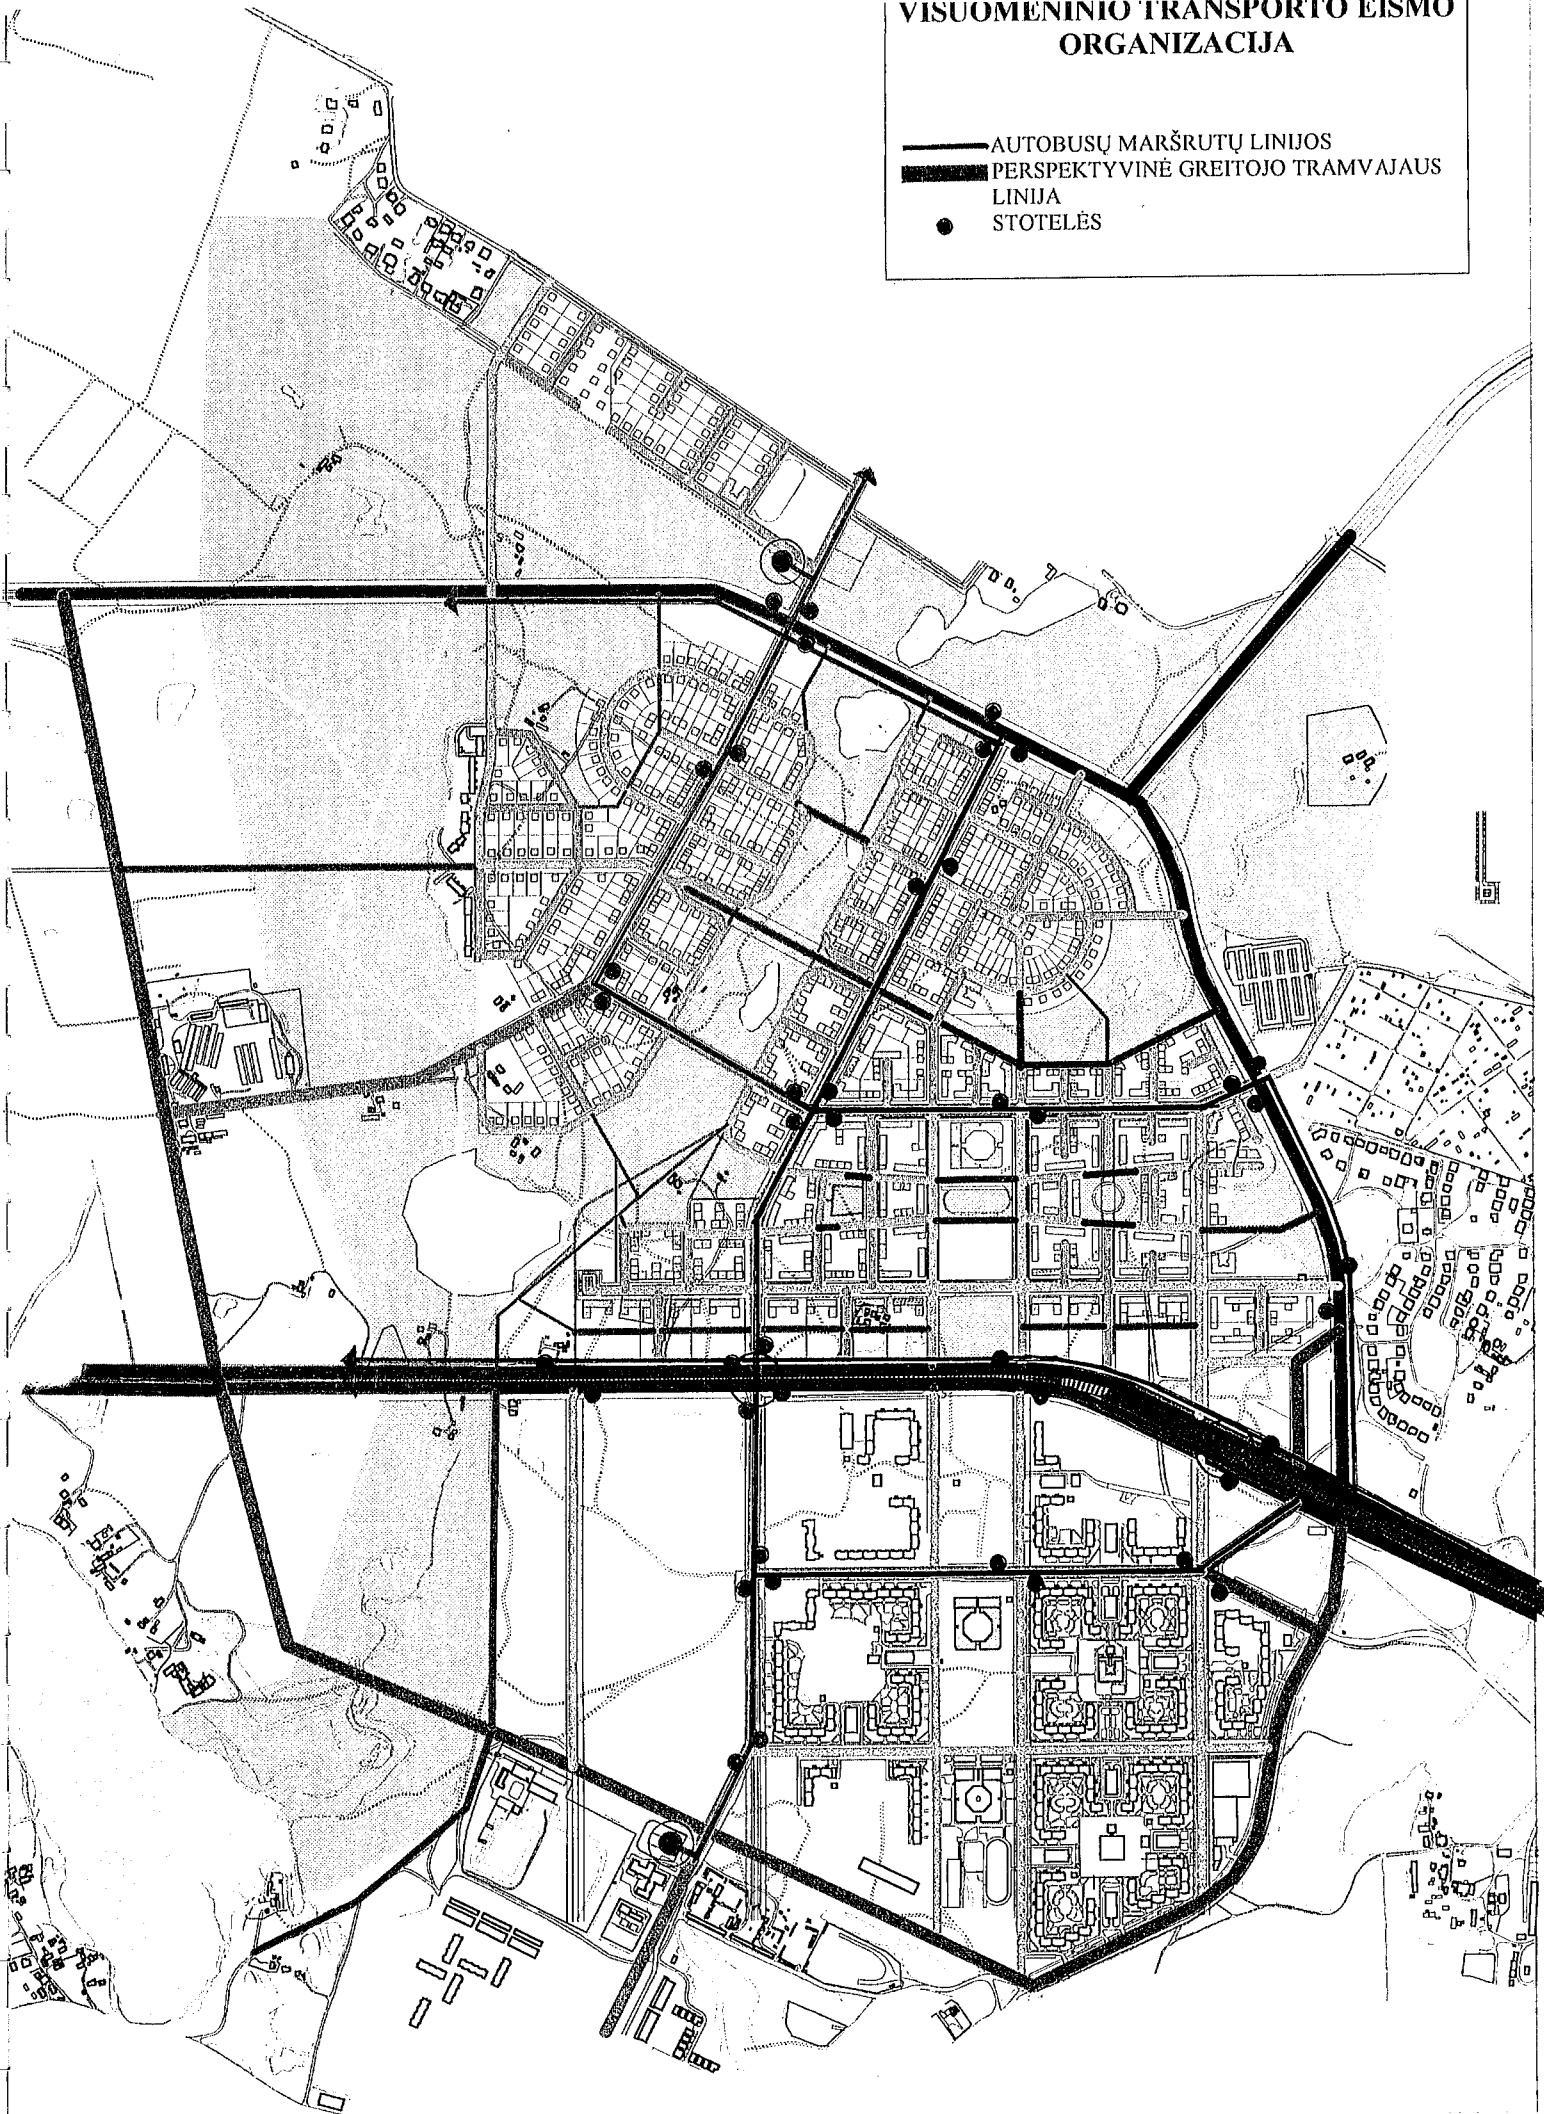 VISUOMENINIO TRANSPORTO EISMO
ORGANIZACIJA
AUTOBUSŲ MARŠRUTŲ LINIJOS
PERSPEKTYVINĖ GREITOJO TRAMVAJAUS
LINIJA
STOTELĖS